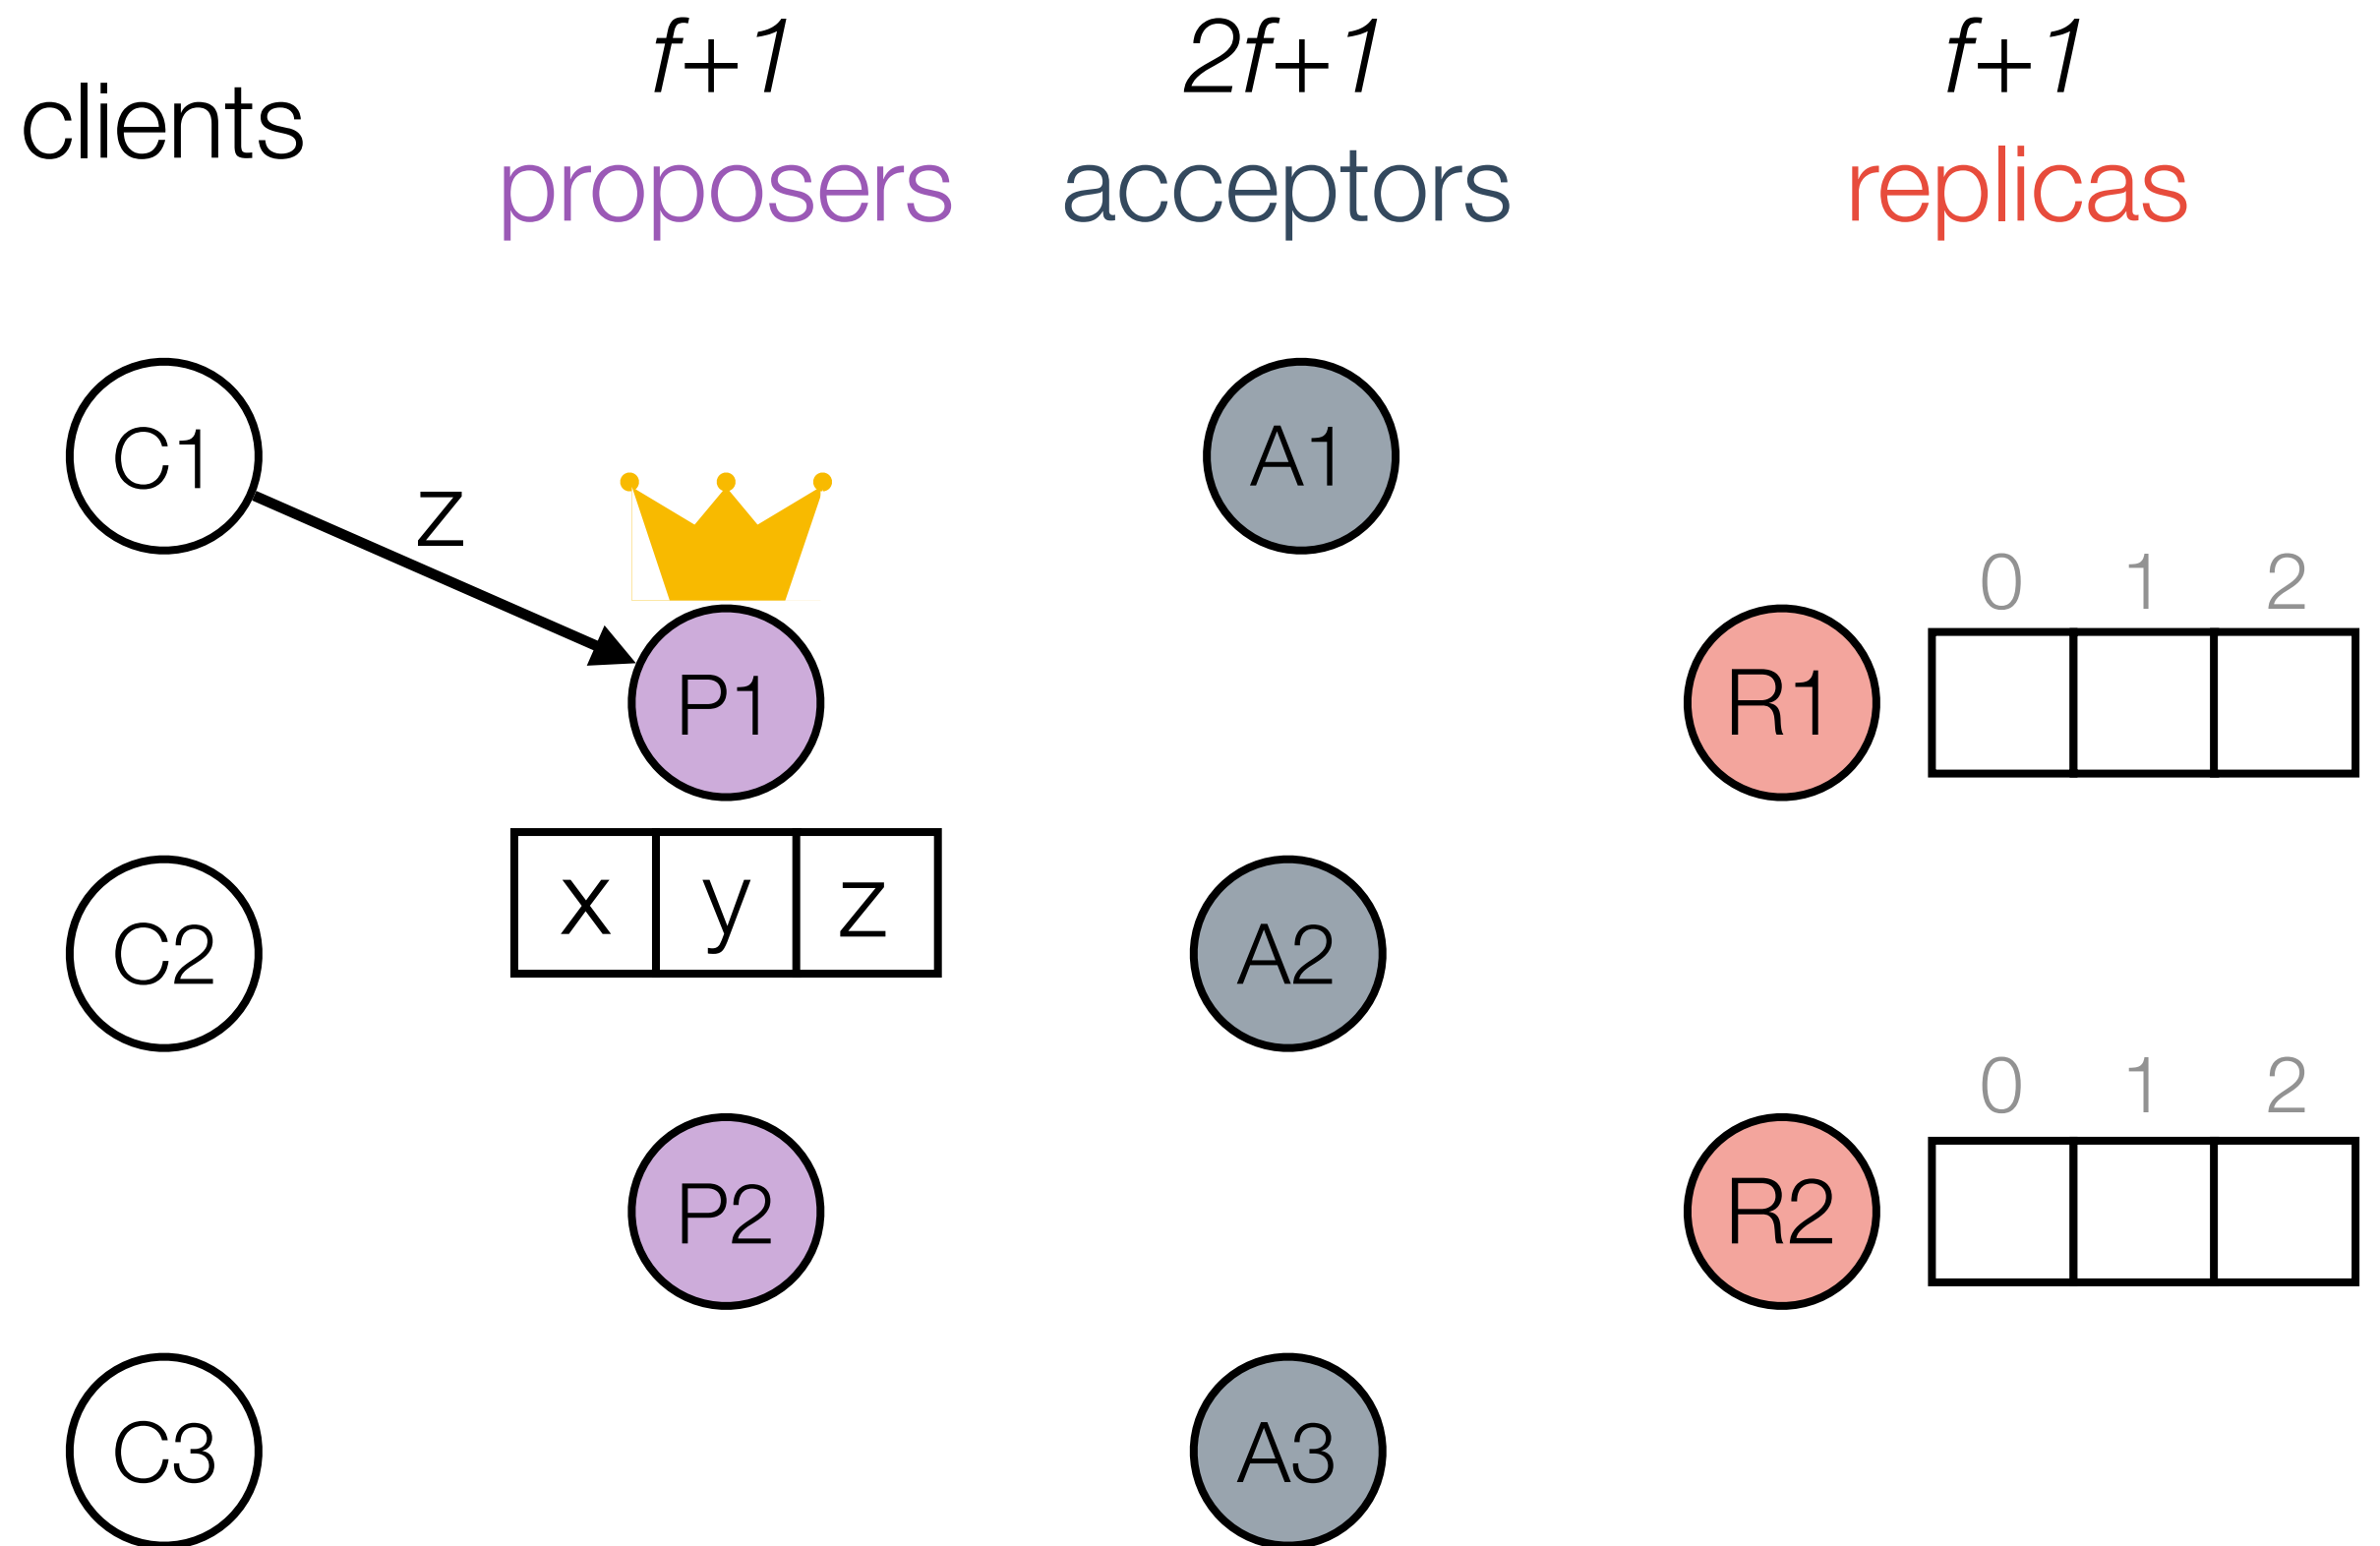 clients
f+1
proposers
2f+1
acceptors
f+1
replicas
C1
z
A1
P1
0 1 2
R1
x y z
C2
A2
P2
0 1 2
R2
C3
A3